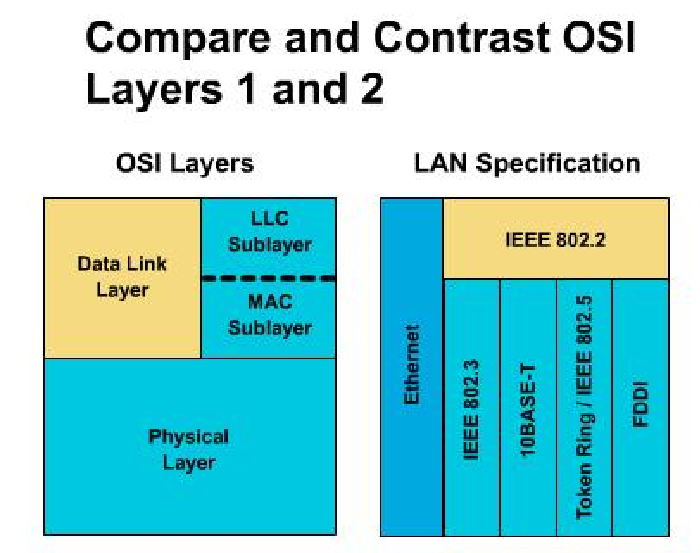 Compare and Contrast OSI
Layers 1 and 2
OSI Layers
LAN Specification
Data Link
Layer
LLC
Sublayer
MAC
Sublayer
Physical
Layer
Ethernet
IEEE 802.2
IEEE 802.3
10BASE-T
Token Ring / IEEE 802.5
FDDI